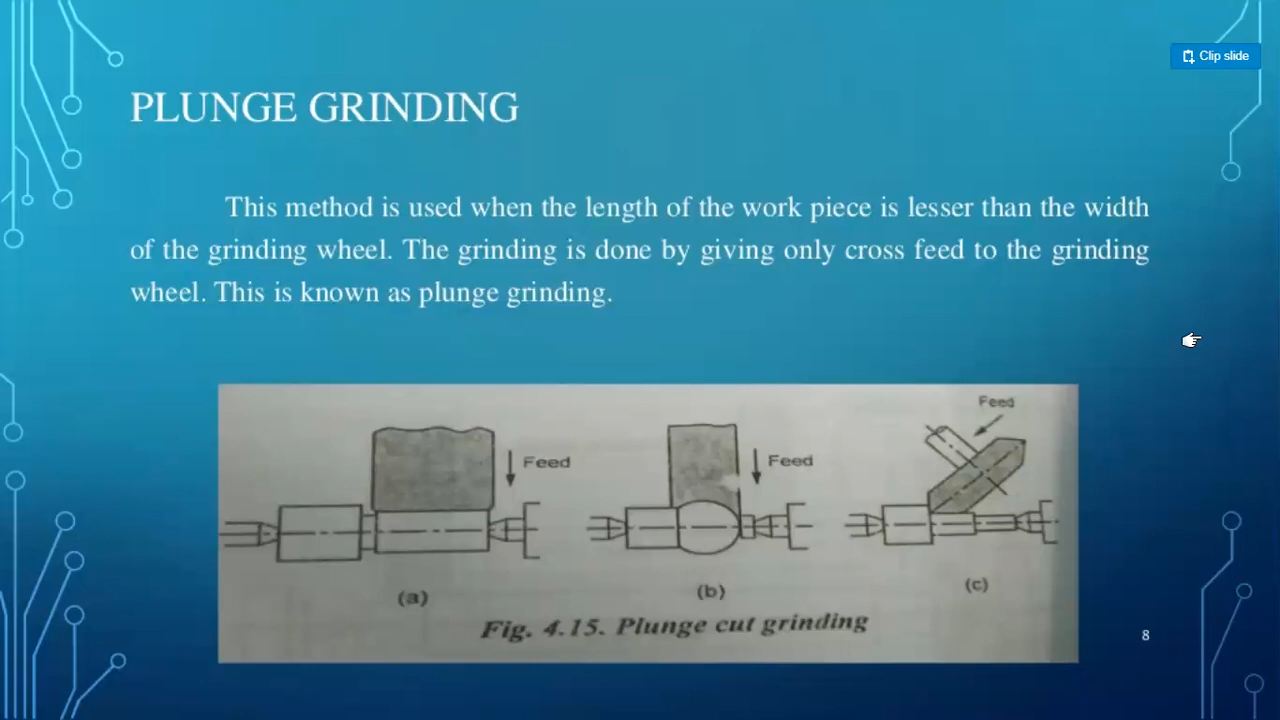 Clip slide
PLUNGE GRINDING
This method is used when the length of the work piece is lesser than the width
of the grinding wheel. The grinding is done by giving only cross feed to the grinding
wheel. This is known as plunge grinding.
Feed
Feed
Feed
(a)
(b)
(c)
Fig. 4.15. Plunge cut grinding
8